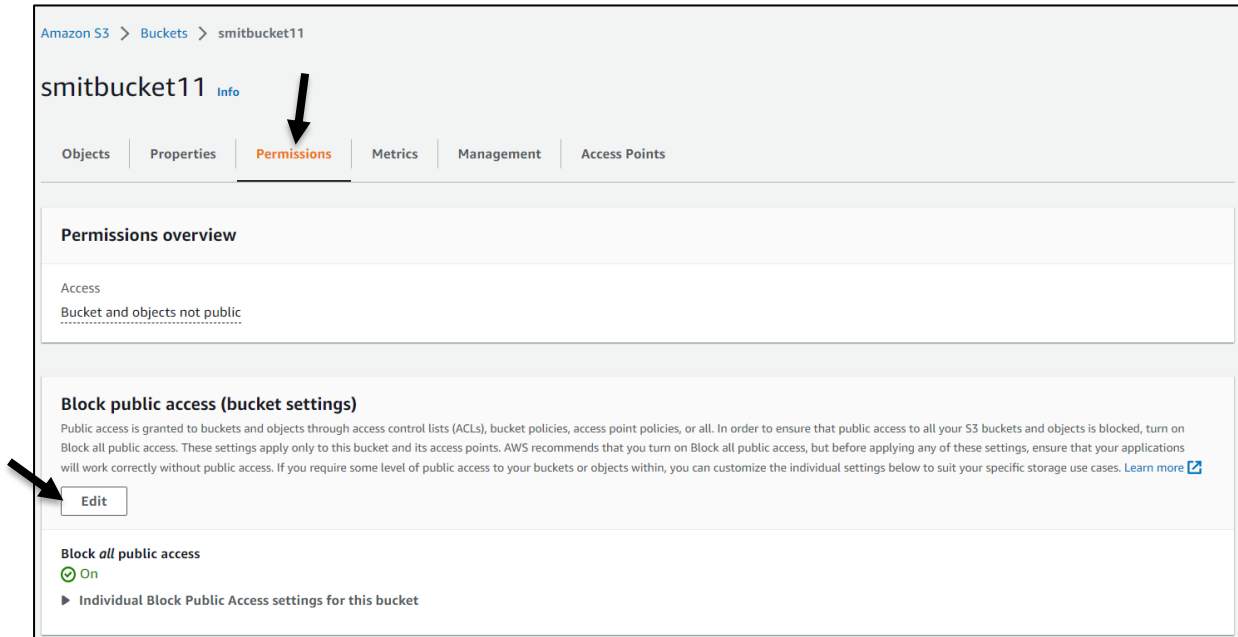 Amazon S3 > Buckets > smitbucket11
smitbucket11 Info
Objects Properties Permissions Metrics Management Access Points
Permissions overview
Access
Bucket and objects not public
Block public access (bucket settings)
Public access is granted to buckets and objects through access control lists (ACLs), bucket policies, access point policies, or all. In order to ensure that public access to all your S3 buckets and objects is blocked, turn on
Block all public access. These settings apply only to this bucket and its access points. AWS recommends that you turn on Block all public access, but before applying any of these settings, ensure that your applications
will work correctly without public access. If you require some level of public access to your buckets or objects within, you can customize the individual settings below to suit your specific storage use cases. Learn more
Edit
Block all public access
On
Individual Block Public Access settings for this bucket